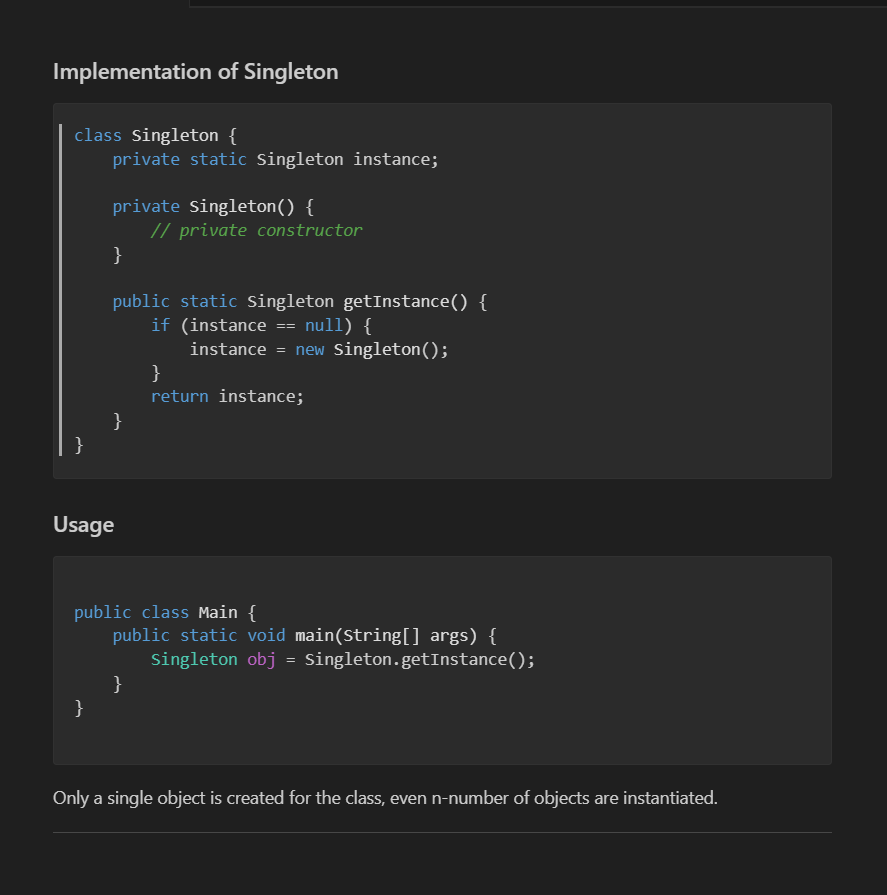 Implementation of Singleton
class Singleton {
    private static Singleton instance;
    private Singleton() {
        // private constructor
    }
    public static Singleton getInstance() {
        if (instance == null) {
            instance = new Singleton();
        }
        return instance;
    }
}
Usage
public class Main {
    public static void main(String[] args) {
        Singleton obj = Singleton.getInstance();
    }
}
Only a single object is created for the class, even n-number of objects are instantiated.